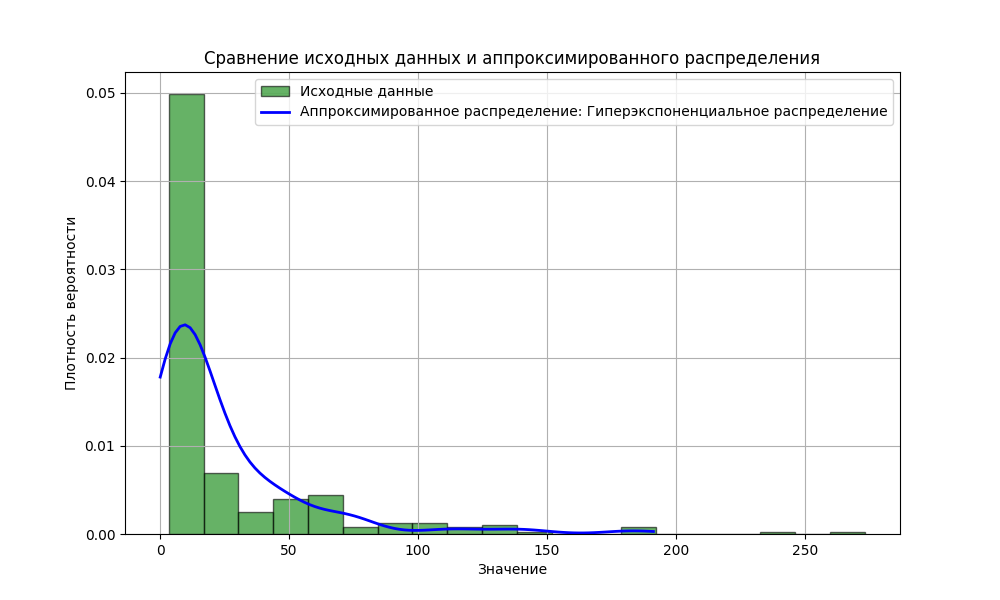 Сравнение исходных данных и аппроксимированного распределения
Исходные данные
Аппроксимированное распределение: Гиперэкспоненциальное распределение
Плотность вероятности
0.05
0.04
0.03
0.02
0.01
0.00
0 50 100 150 200 250
Значение